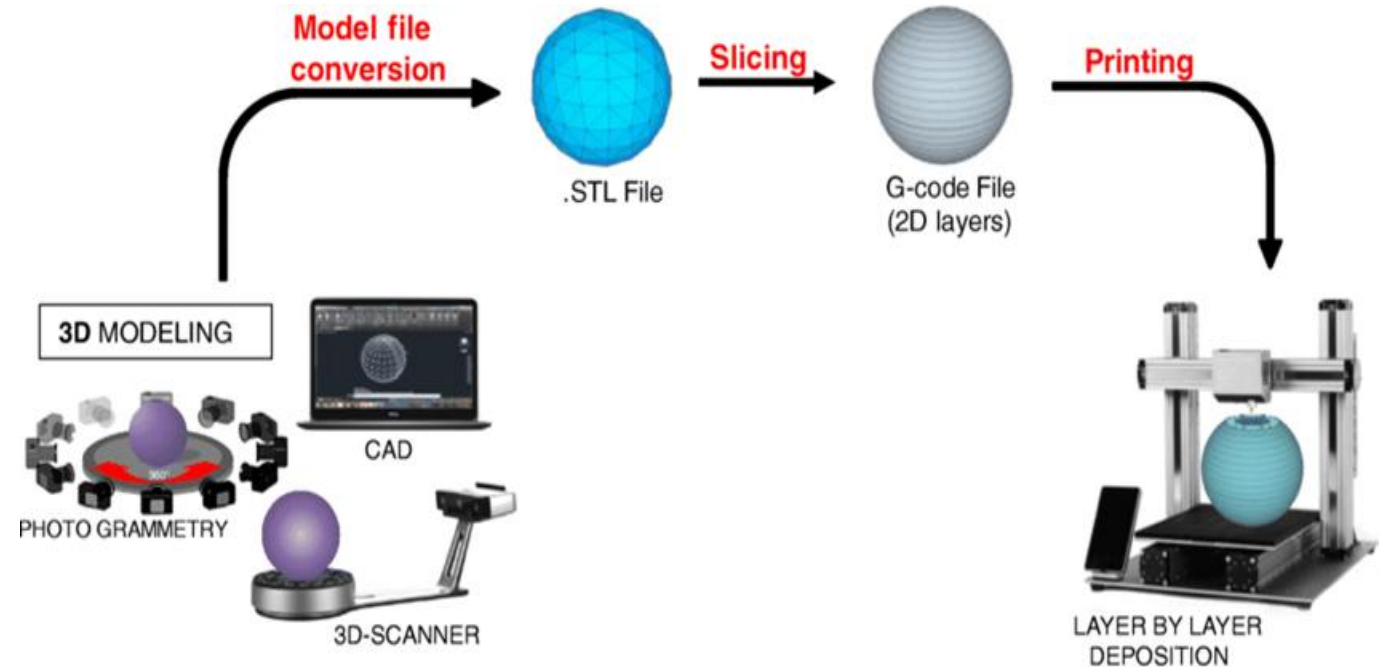 Model file
conversion
Slicing
Printing
.STL File
G-code File
(2D layers)
3D MODELING
360°
CAD
PHOTO GRAMMETRY
3D-SCANNER
LAYER BY LAYER
DEPOSITION